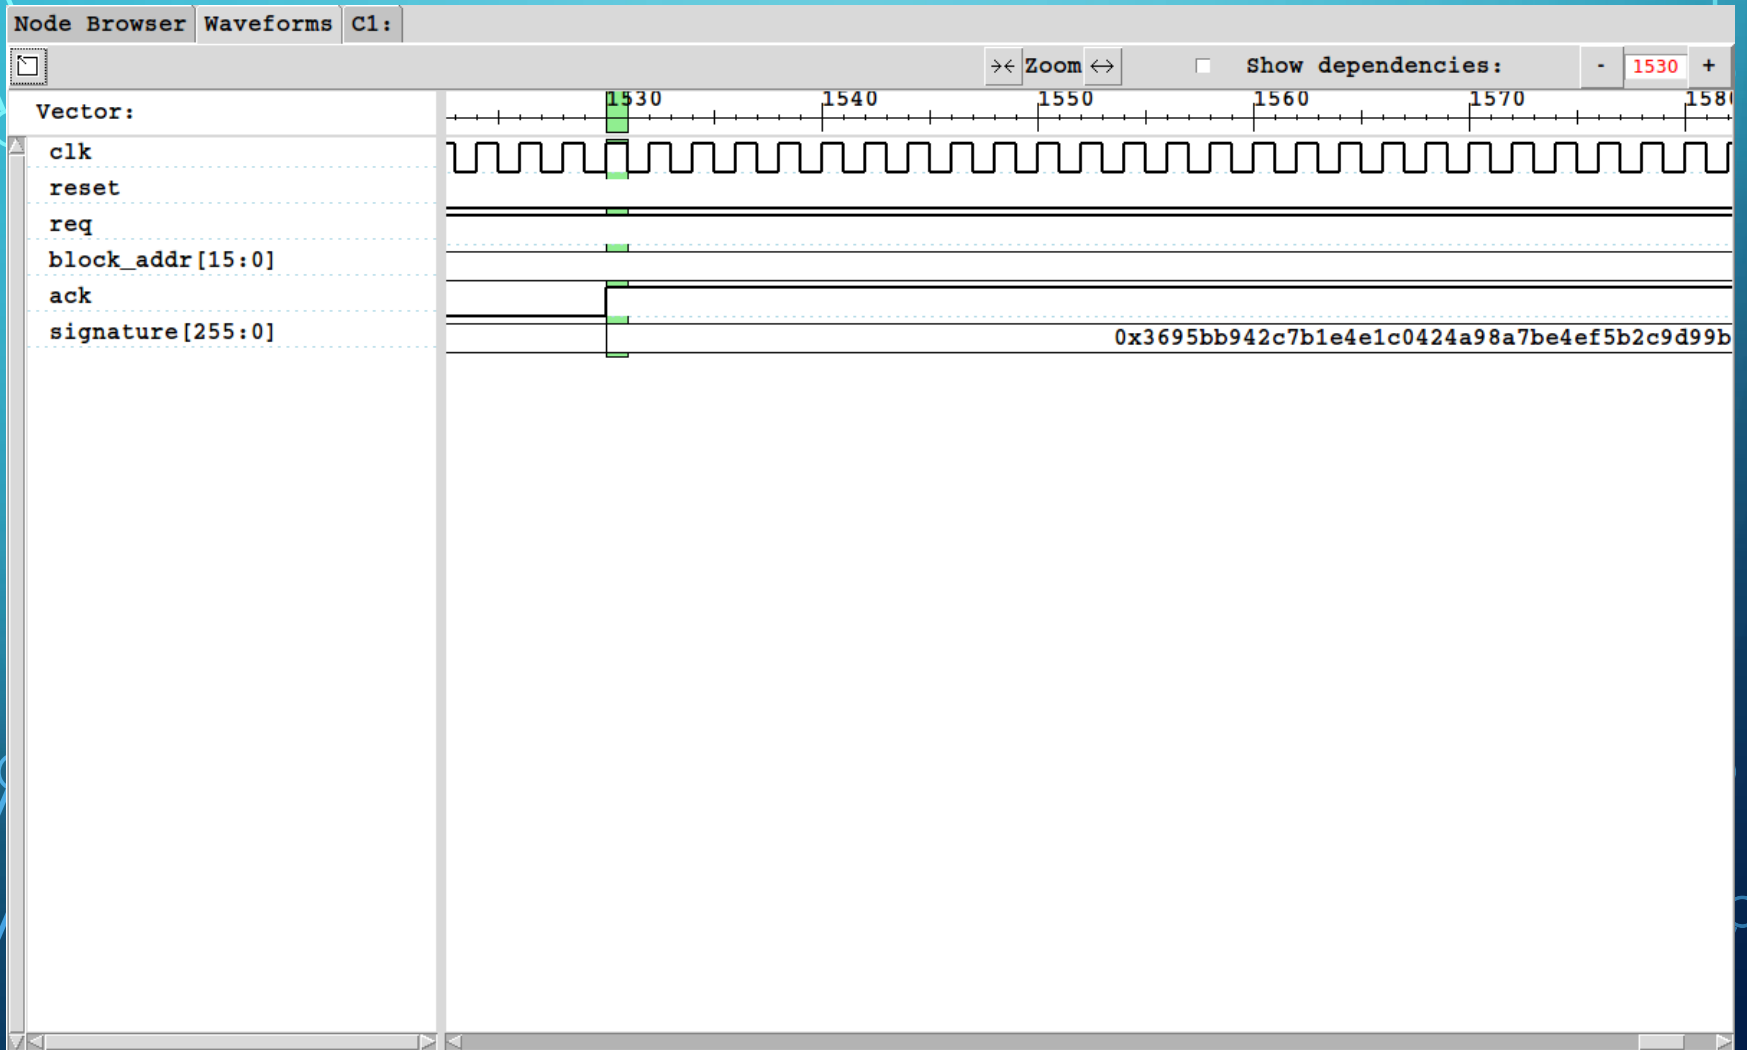 Node Browser Waveforms C1:
Zoom Show dependencies: - 1530 +
Vector: 1530 1540 1550 1560 1570 158
clk
reset
req
block_addr[15:0]
ack
signature[255:0] 0x3695bb942c7b1e4e1c0424a98a7be4ef5b2c9d99b